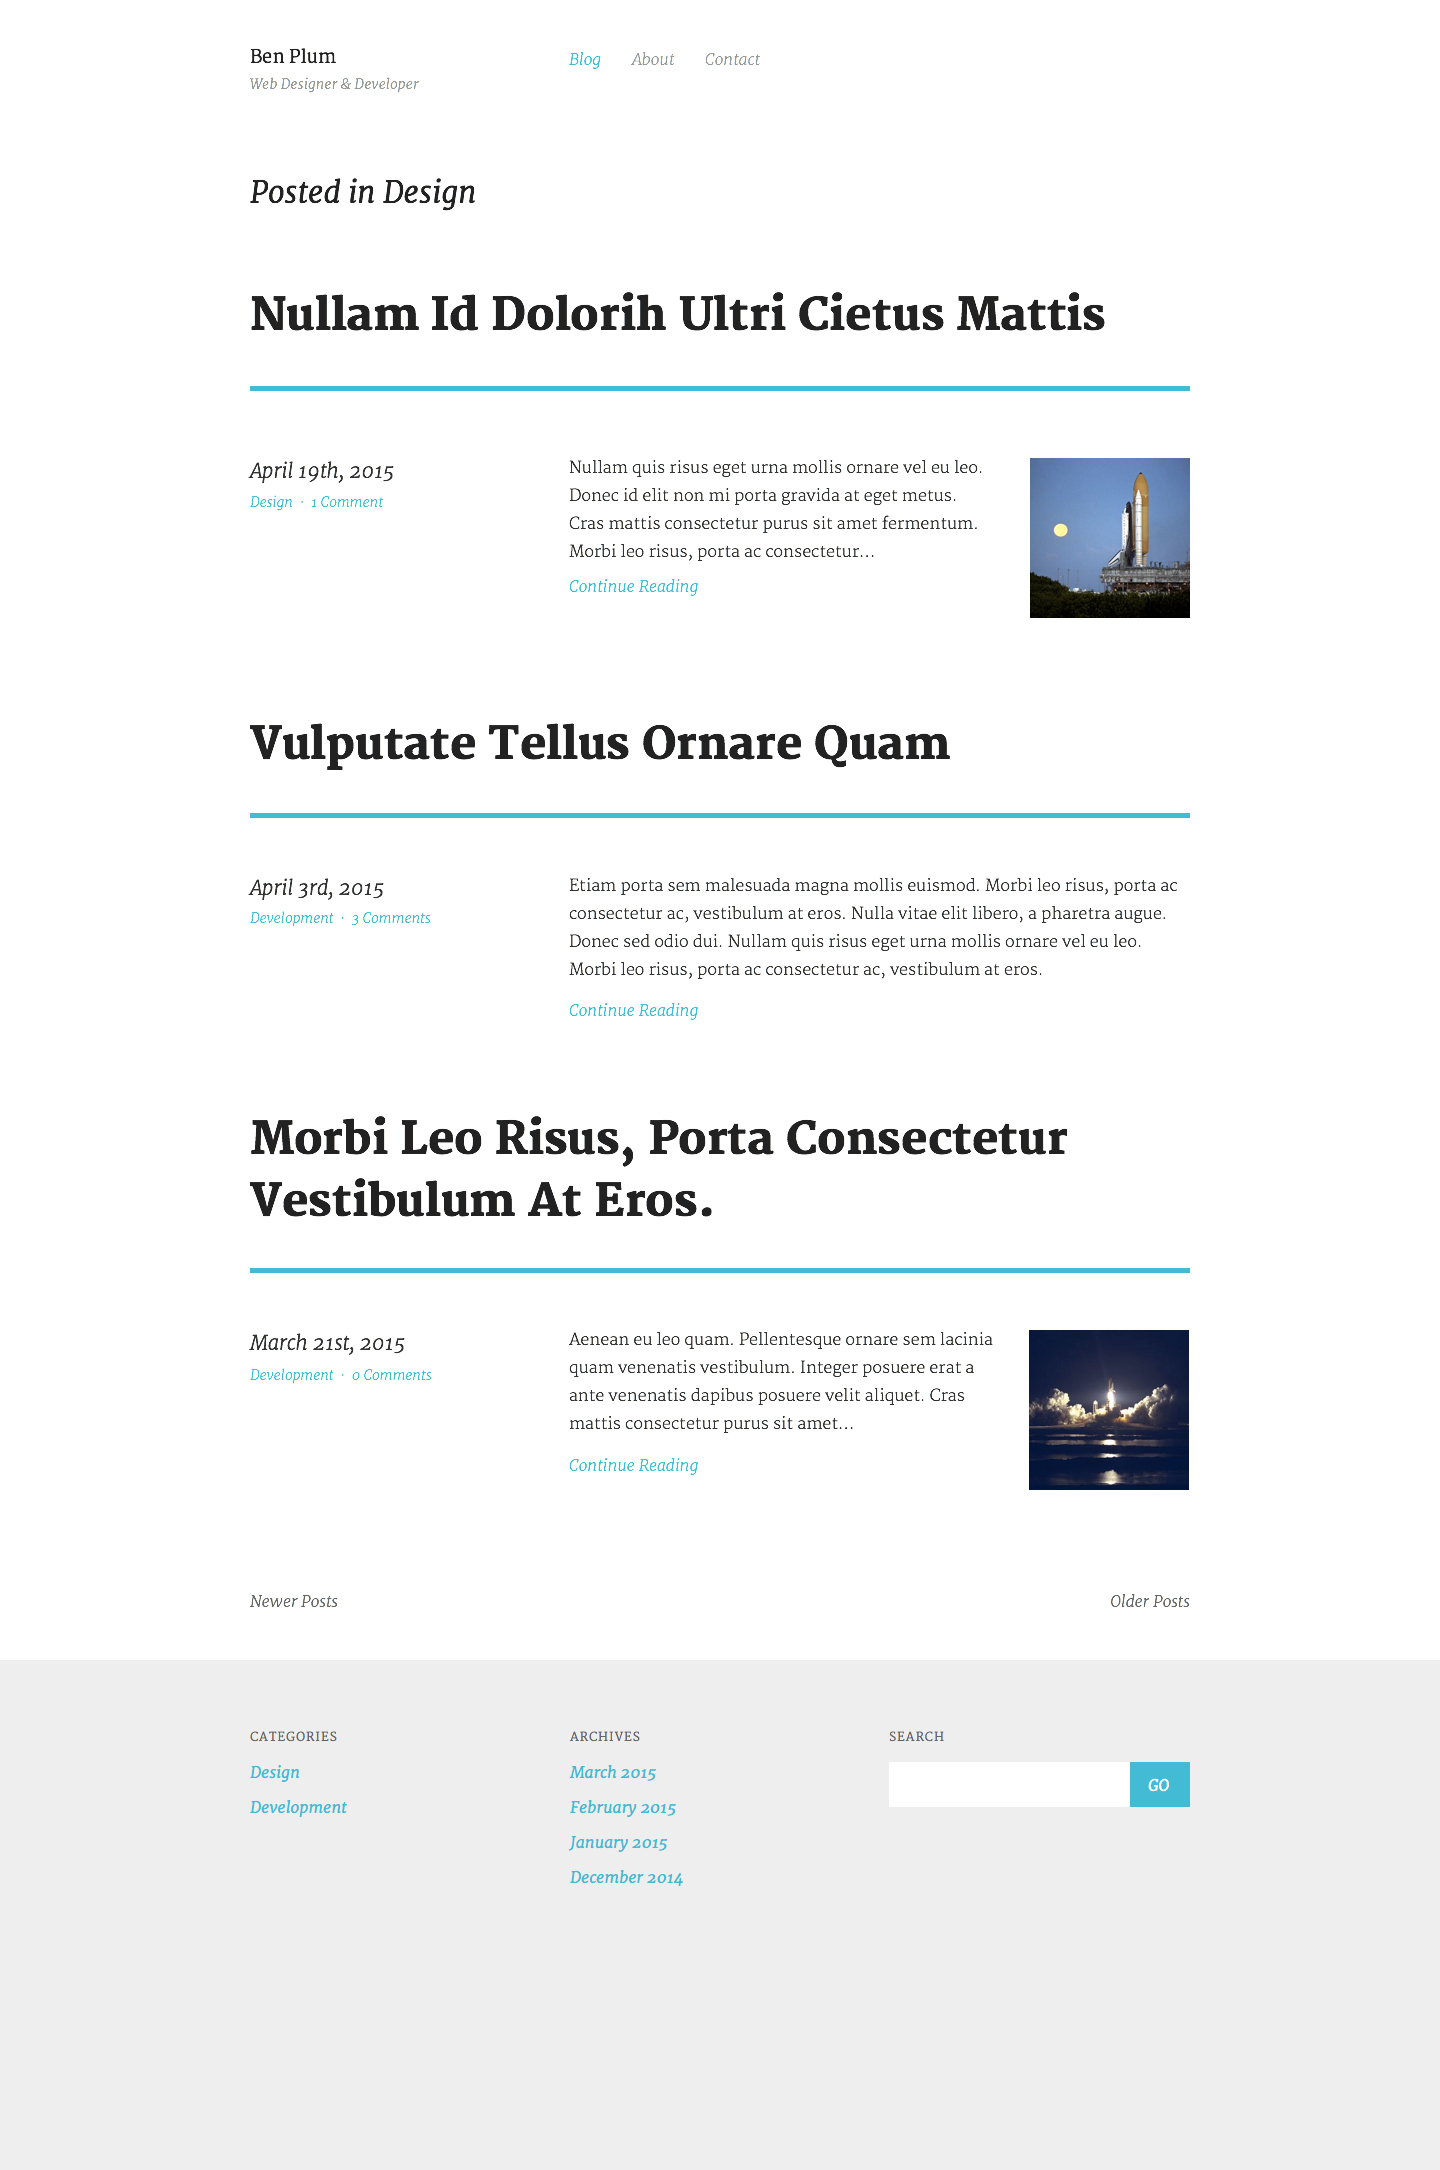 Ben Plum
Web Designer & Developer
Blog About Contact
Posted in Design
Nullam Id Dolorih Ultri Cietus Mattis
April 19th, 2015
Design · 1 Comment
Nullam quis risus eget urna mollis ornare vel eu leo.
Donec id elit non mi porta gravida at eget metus.
Cras mattis consectetur purus sit amet fermentum.
Morbi leo risus, porta ac consectetur...
Continue Reading
Vulputate Tellus Ornare Quam
April 3rd, 2015
Development · 3 Comments
Etiam porta sem malesuada magna mollis euismod. Morbi leo risus, porta ac
consectetur ac, vestibulum at eros. Nulla vitae elit libero, a pharetra augue.
Donec sed odio dui. Nullam quis risus eget urna mollis ornare vel eu leo.
Morbi leo risus, porta ac consectetur ac, vestibulum at eros.
Continue Reading
Morbi Leo Risus, Porta Consectetur
Vestibulum At Eros.
March 21st, 2015
Development · 0 Comments
Aenean eu leo quam. Pellentesque ornare sem lacinia
quam venenatis vestibulum. Integer posuere erat a
ante venenatis dapibus posuere velit aliquet. Cras
mattis consectetur purus sit amet...
Continue Reading
Newer Posts
Older Posts
CATEGORIES
Design
Development
ARCHIVES
March 2015
February 2015
January 2015
December 2014
SEARCH
GO